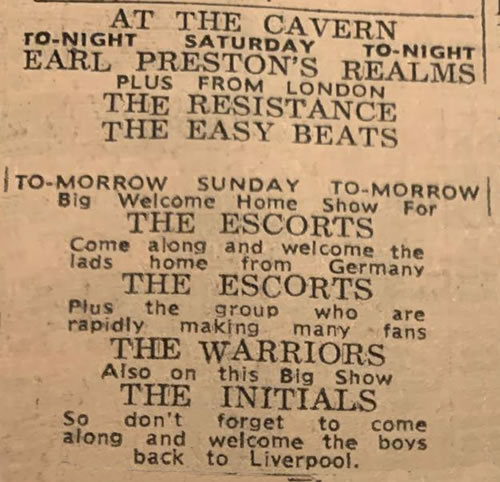 AT THE CAVERN
TO-NIGHT SATURDAY TO-NIGHT
EARL PRESTON'S REALMS
PLUS FROM LONDON
THE RESISTANCE
THE EASY BEATS
TO-MORROW SUNDAY TO-MORROW
Big Welcome Home Show For
THE ESCORTS
Come along and welcome the
lads home from Germany
THE ESCORTS
Plus the group who are
rapidly making many fans
THE WARRIORS
Also on this Big Show
THE INITIALS
So don't forget to come
along and welcome the boys
back to Liverpool.